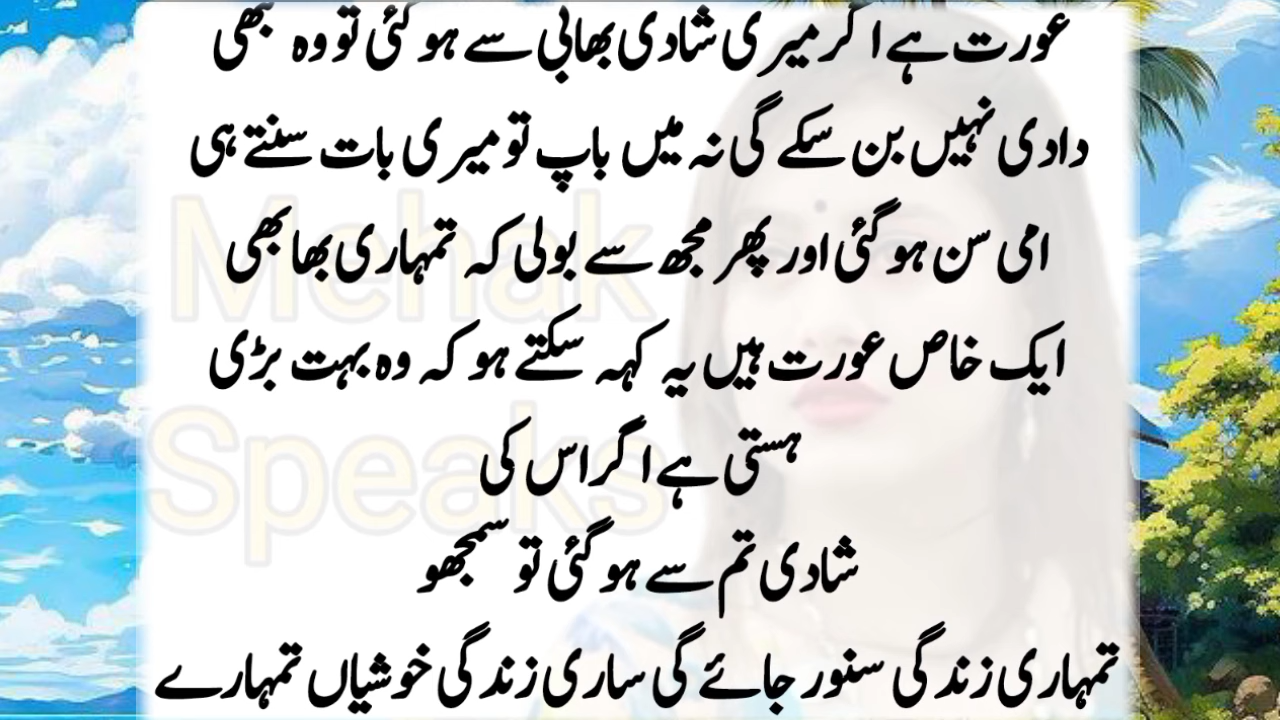 عورت ہے اگر میری شادی بھابی سے ہو گئی تو وہ بھی
دادی نہیں بن سکے گی نہ میں باپ تو میری بات سنتے ہی
امی سن ہو گئی اور پھر مجھ سے بولی کہ تمہاری بھابھی
ایک خاص عورت ہیں یہ کہہ سکتے ہو کہ وہ بہت بڑی
ہستی ہے اگر اس کی
شادی تم سے ہو گئی تو سمجھو
تمہاری زندگی سنور جائے گی ساری زندگی خوشیاں تمہارے
Mehak
Speaks